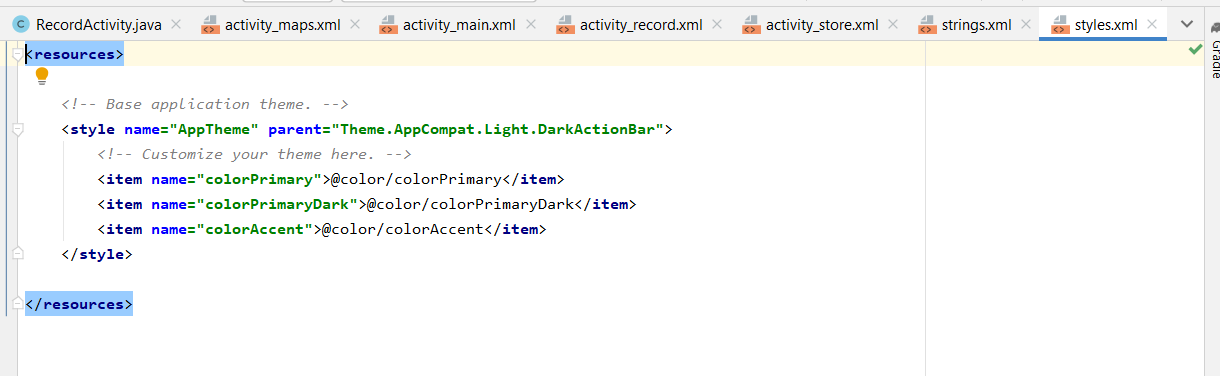 RecordActivity.java activity_maps.xml activity_main.xml activity_record.xml activity_store.xml strings.xml styles.xml
Gradle
<resources>
<!-- Base application theme. -->
<style name="AppTheme" parent="Theme.AppCompat.Light.DarkActionBar">
<!-- Customize your theme here. -->
<item name="colorPrimary">@color/colorPrimary</item>
<item name="colorPrimaryDark">@color/colorPrimaryDark</item>
<item name="colorAccent">@color/colorAccent</item>
</style>
</resources>